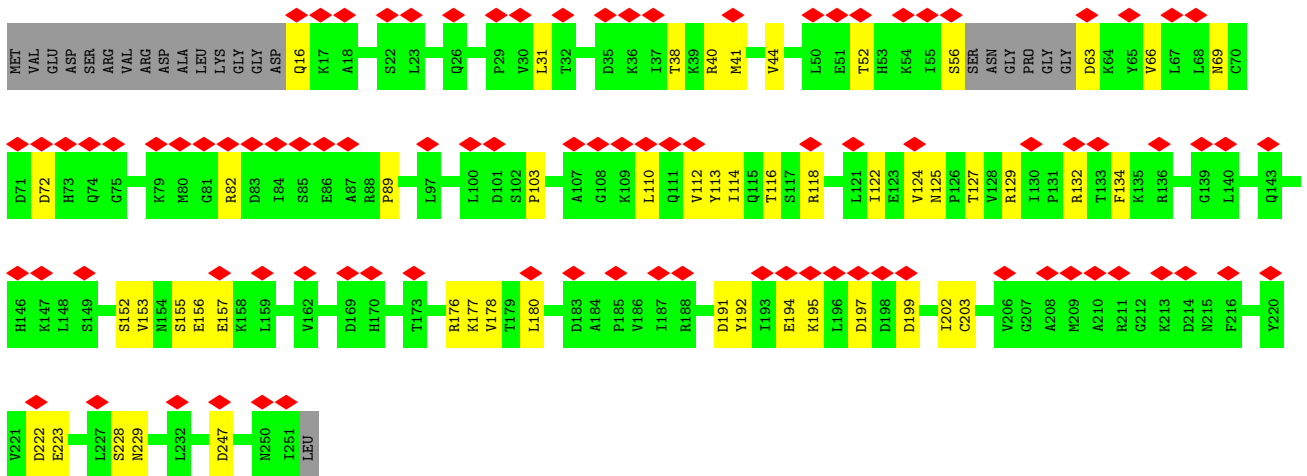 MET VAL GLU ASP SER ARG VAL ARG ASP ALA LEU LYS GLY GLY ASP Q16 K17 A18 S22 L23 Q26 P29 V30 L31 T32 D35 K36 I37 T38 K39 R40 M41 V44 L50 E51 T52 H53 K54 I55 S56 SER ASN GLY PRO GLY GLY D63 K64 Y65 V66 L67 L68 N69 C70
D71 D72 H73 Q74 G75 K79 M80 G81 R82 D83 I84 S85 E86 A87 R88 P89 L97 L100 D101 S102 P103 A107 G108 K109 L110 Q111 V112 Y113 I114 Q115 T116 S117 R118 L121 I122 E123 V124 N125 P126 T127 V128 R129 I130 P131 R132 T133 F134 K135 R136 G139 L140 Q143
H146 K147 L148 S149 S152 V153 N154 S155 E156 E157 K158 L159 V162 D169 H170 T173 R176 K177 V178 T179 L180 D183 A184 P185 V186 I187 R188 D191 Y192 I193 E194 K195 L196 D197 D198 D199 I202 C203 V206 G207 A208 M209 A210 R211 G212 K213 D214 N215 F216 Y220
V221 D222 E223 L227 S228 N229 L232 D247 N250 I251 LEU